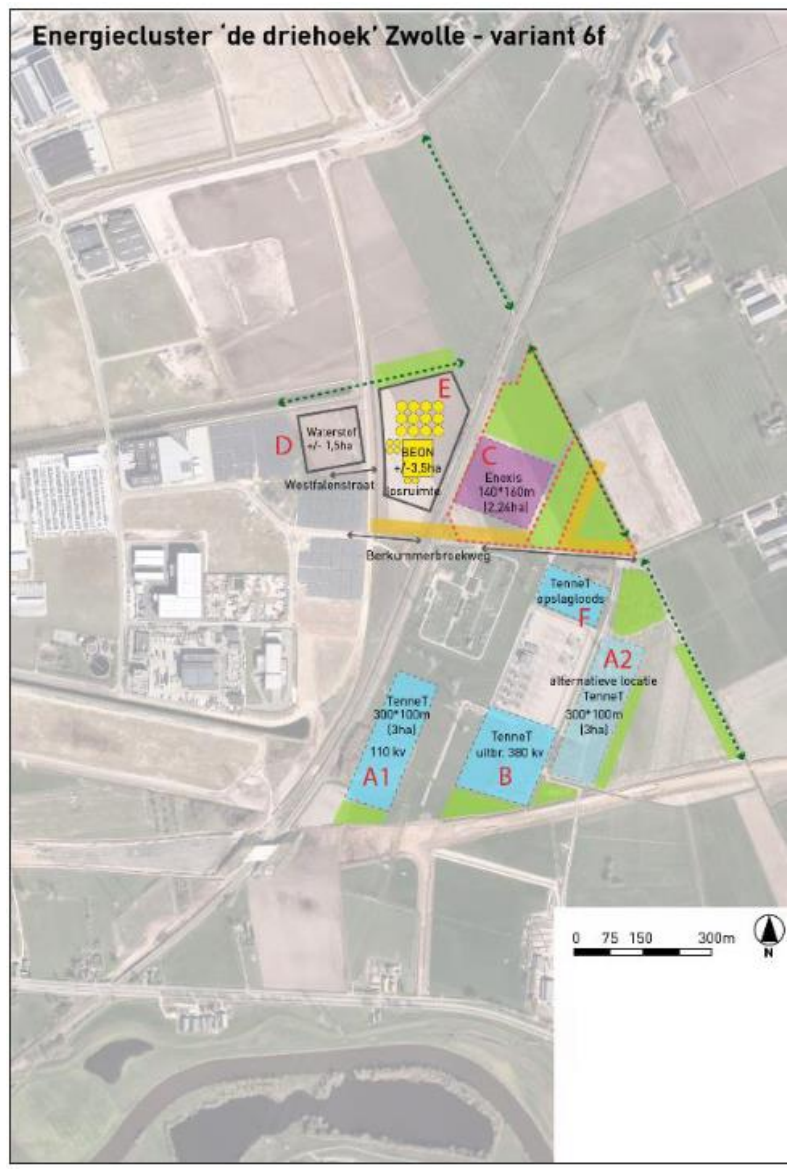 Energiecluster 'de driehoek' Zwolle - variant 6f
E
D
Waterstof
+/- 1,5ha
BEON
+/-3,5ha
Westfalenstraat
C
Enexis
140*160m
(2,24ha)
Berkummerbroekweg
TenneT
opslagloods
F
A2
alternatieve locatie
TenneT
300*100m
(3ha)
TenneT
300*100m
(3ha)
110 kv
A1
TenneT
uitbr. 380 kv
B
0 75 150 300m
N